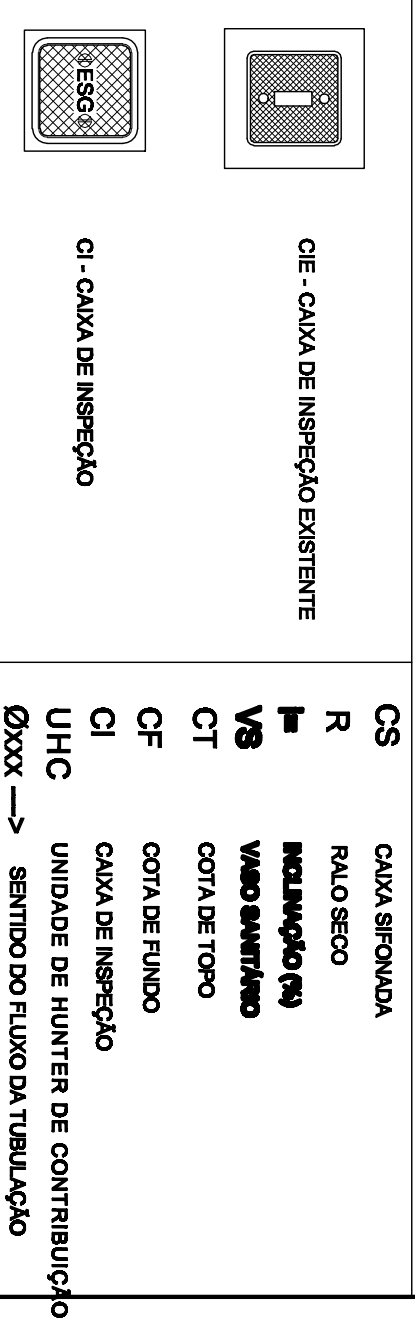 CIE - CAIXA DE INSPEÇÃO EXISTENTE
ESG
CI - CAIXA DE INSPEÇÃO
CS CAIXA SIFONADA
R RALO SECO
i= INCLINAÇÃO (%)
VS VASO SANITÁRIO
CT COTA DE TOPO
CF COTA DE FUNDO
CI CAIXA DE INSPEÇÃO
UHC UNIDADE DE HUNTER DE CONTRIBUIÇÃO
Øxxx —> SENTIDO DO FLUXO DA TUBULAÇÃO